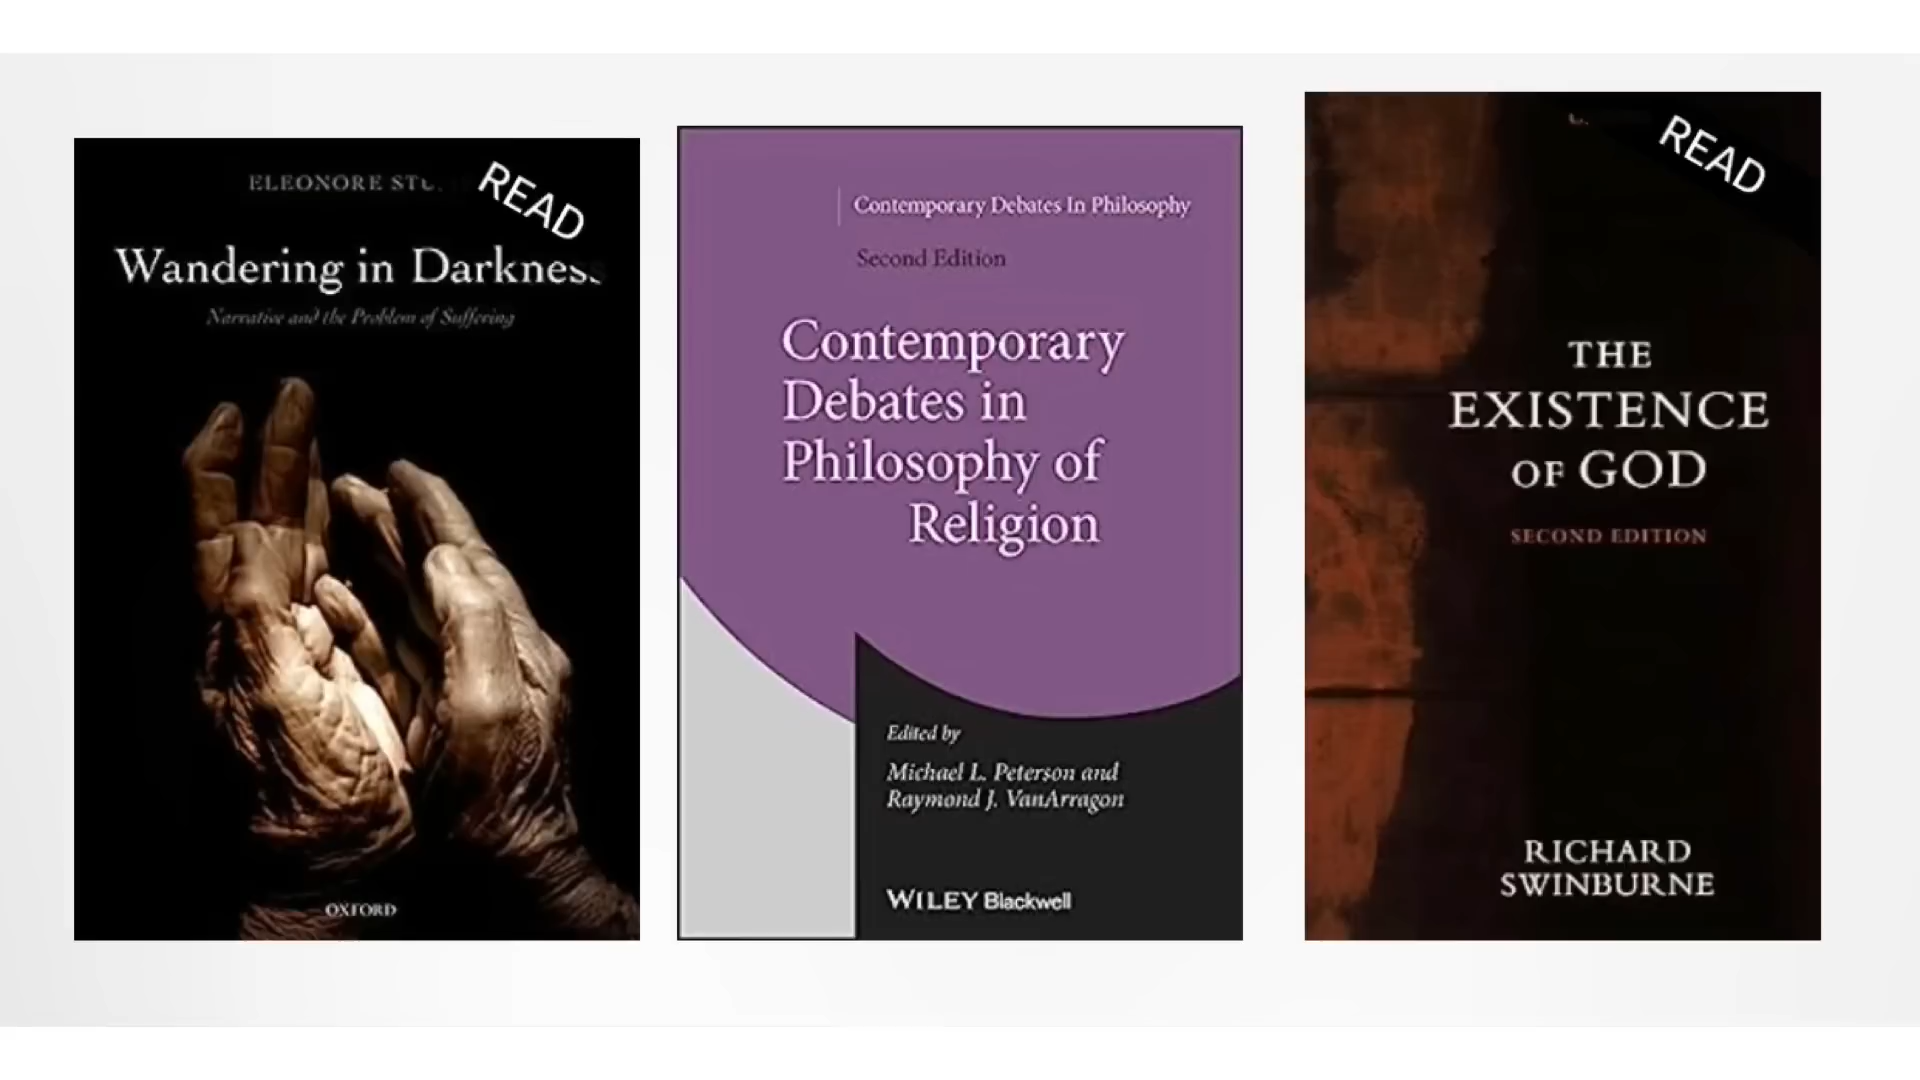 ELEONORE
READ
Wandering in Darkness
Narrative and the Problem of Suffering
OXFORD
Contemporary Debates In Philosophy
Second Edition
Contemporary
Debates in
Philosophy of
Religion
Edited by
Michael L. Peterson and
Raymond J. VanArragon
WILEY Blackwell
READ
THE
EXISTENCE
OF GOD
SECOND EDITION
RICHARD
SWINBURNE